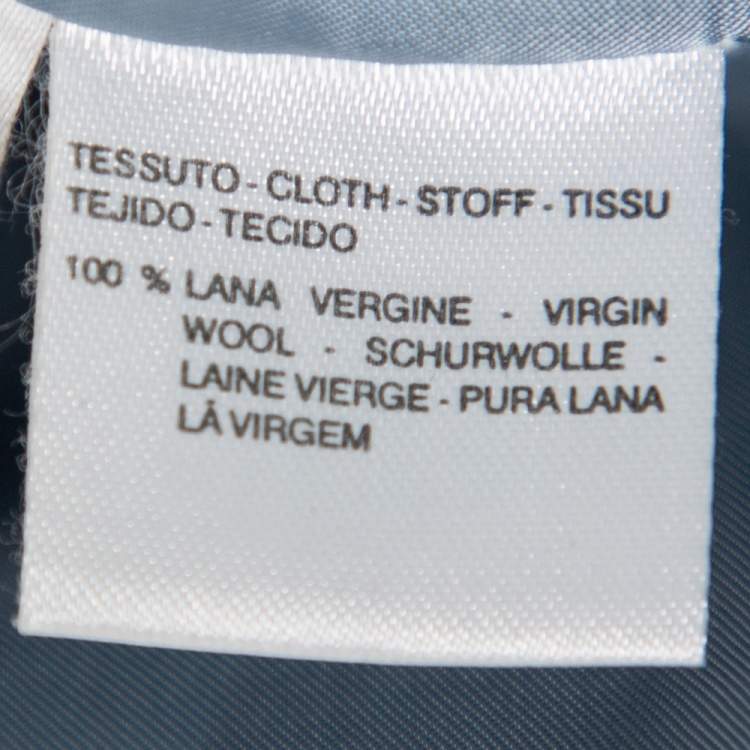 TESSUTO - CLOTH - STOFF - TISSU
TEJIDO - TECIDO
100 % LANA VERGINE - VIRGIN
WOOL - SCHURWOLLE -
LAINE VIERGE - PURA LANA
LÃ VIRGEM